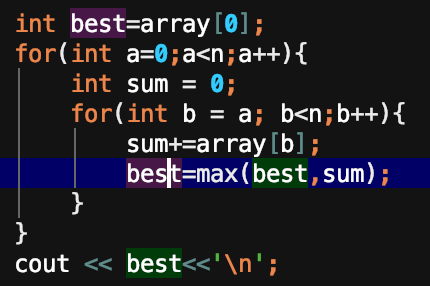 int best=array[0];
for(int a=0;a<n;a++){
int sum = 0;
for(int b = a; b<n;b++){
sum+=array[b];
best=max(best,sum);
}
}
cout << best<<'\n';